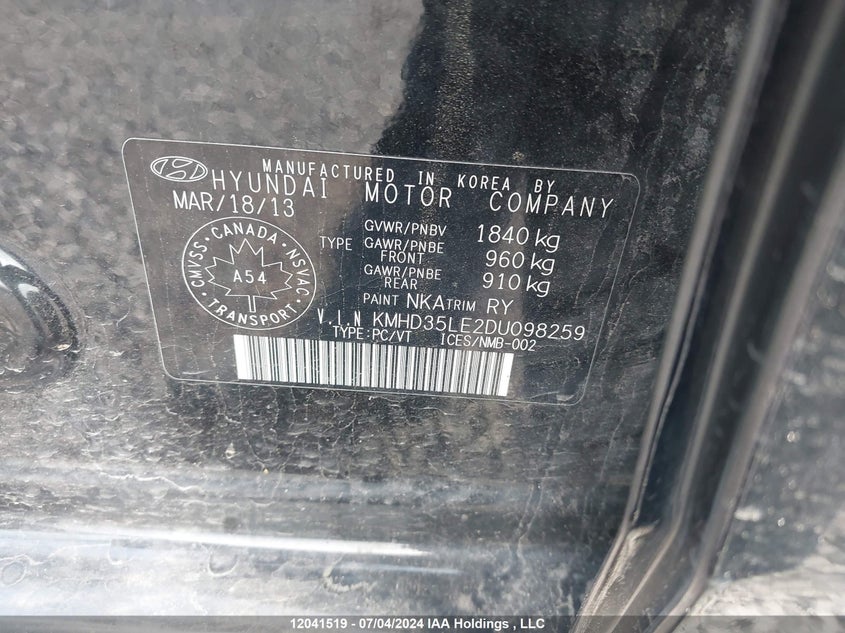 MANUFACTURED IN KOREA BY
HYUNDAI MOTOR COMPANY
MAR/18/13
CMVSS · CANADA · NSVAC
A54
TRANSPORT
GVWR/PNBV 1840 kg
TYPE GAWR/PNBE FRONT 960 kg
GAWR/PNBE REAR 910 kg
PAINT NKA TRIM RY
V.I.N KMHD35LE2DU098259
TYPE:PC/VT ICES/NMB-002
12041519 - 07/04/2024 IAA Holdings , LLC